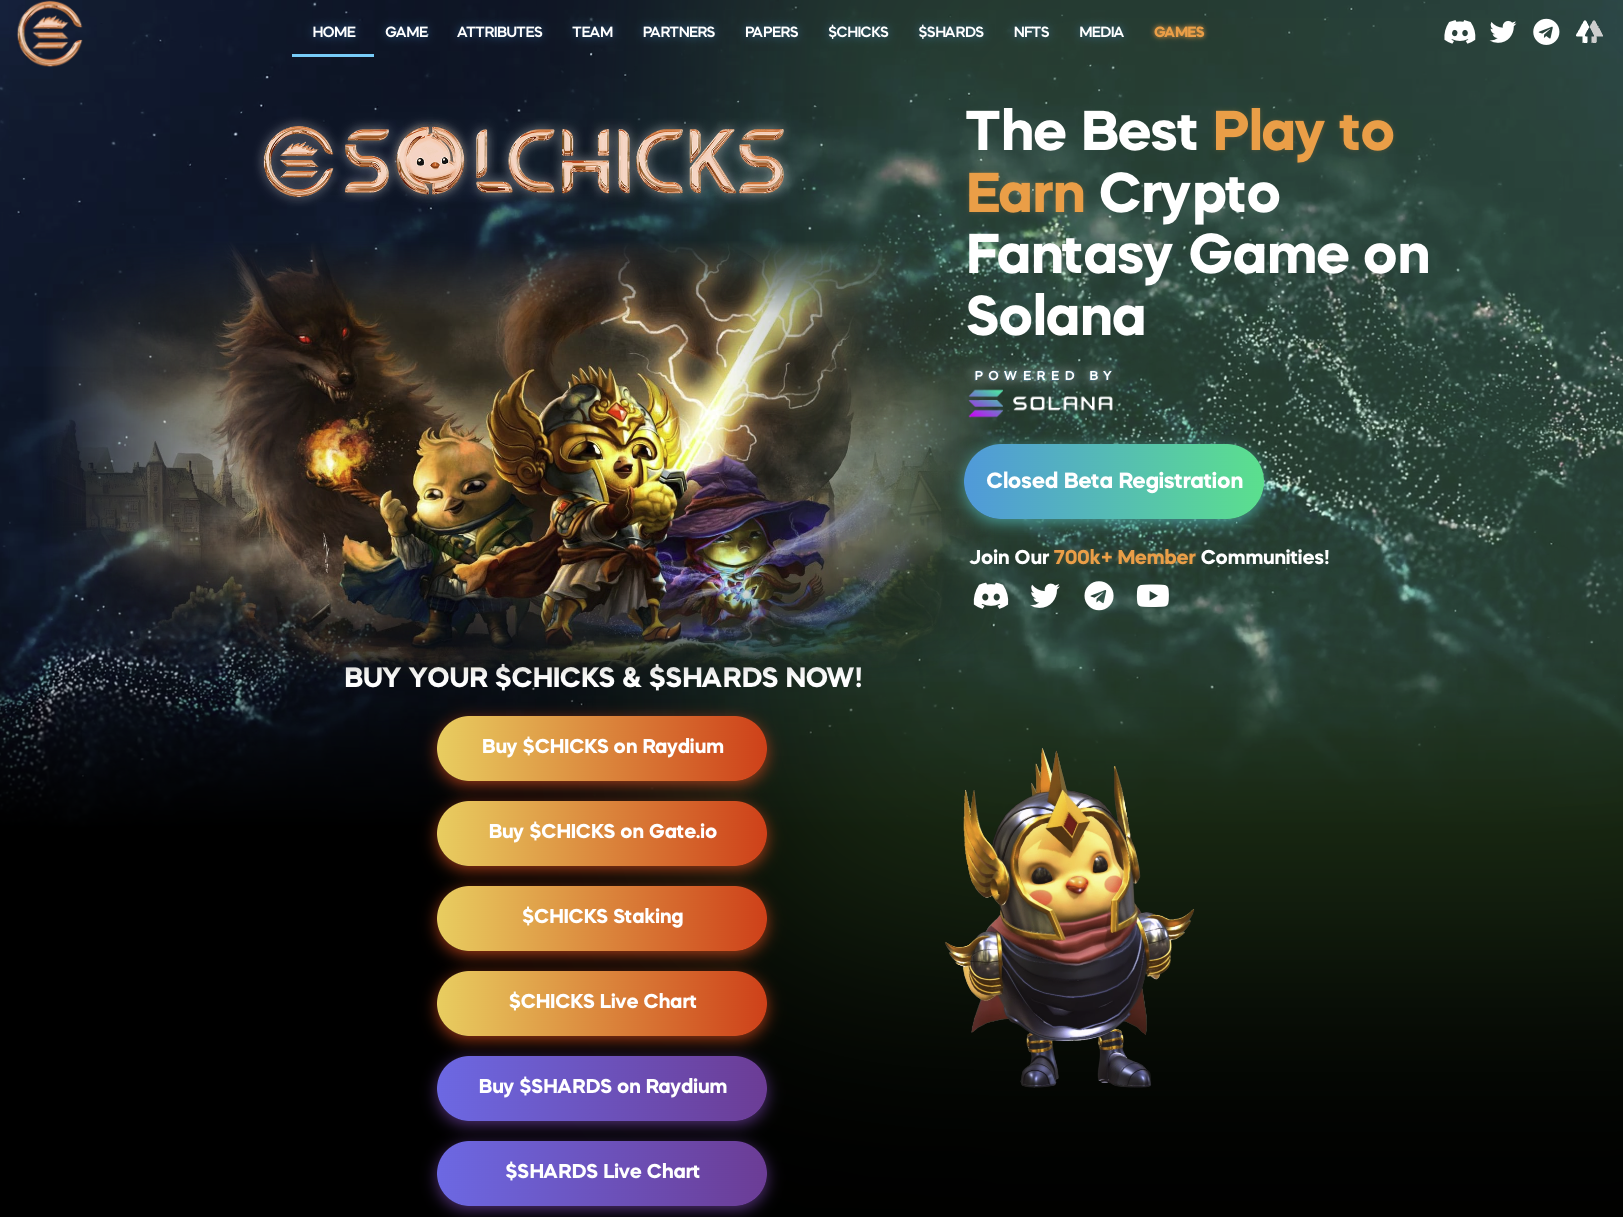 HOME GAME ATTRIBUTES TEAM PARTNERS PAPERS $CHICKS $SHARDS NFTS MEDIA GAMES
SOLCHICKS
The Best Play to
Earn Crypto
Fantasy Game on
Solana
POWERED BY
SOLANA
Closed Beta Registration
Join Our 700k+ Member Communities!
BUY YOUR $CHICKS & $SHARDS NOW!
Buy $CHICKS on Raydium
Buy $CHICKS on Gate.io
$CHICKS Staking
$CHICKS Live Chart
Buy $SHARDS on Raydium
$SHARDS Live Chart